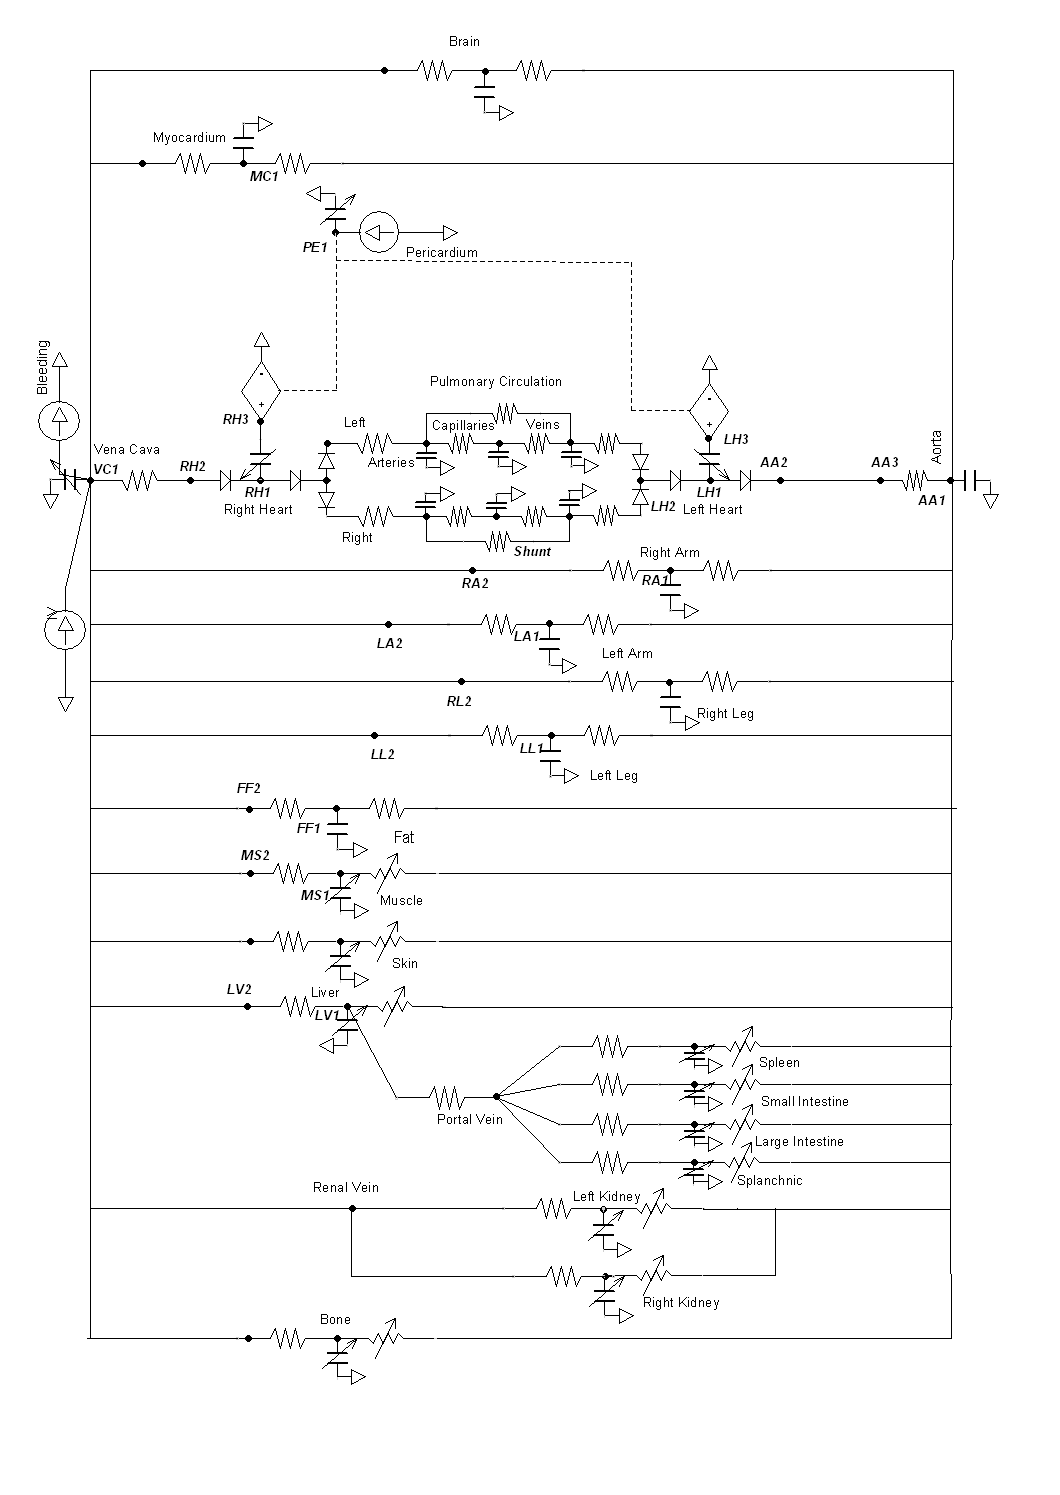 Brain
Myocardium
MC1
PE1
Pericardium
Bleeding
Pulmonary Circulation
RH3
Left
Capillaries
Veins
LH3
Aorta
Vena Cava
Arteries
VC1
RH2
AA2
AA3
RH1
LH1
AA1
Right Heart
LH2
Left Heart
Right
Shunt
Right Arm
RA2
RA1
IV
LA2
LA1
Left Arm
RL2
Right Leg
LL2
LL1
Left Leg
FF2
FF1
Fat
MS2
MS1
Muscle
Skin
LV2
Liver
LV1
Spleen
Small Intestine
Portal Vein
Large Intestine
Splanchnic
Renal Vein
Left Kidney
Right Kidney
Bone